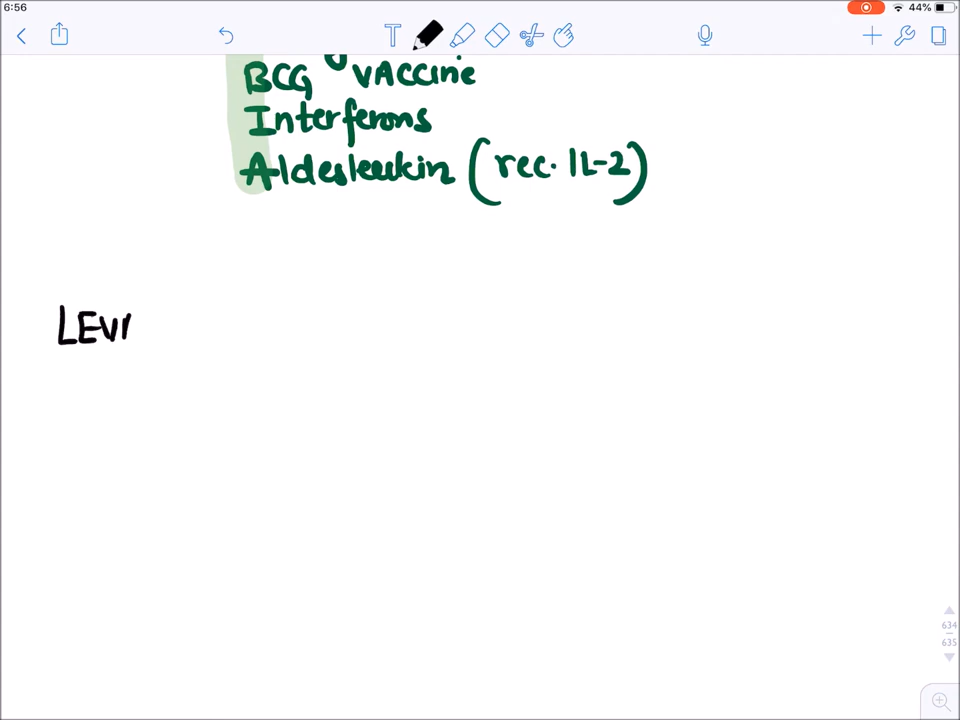 6:56
44%
T
BCG vAccine
Interferons
Aldesleukin (rec. IL-2)
LEVI
634
635